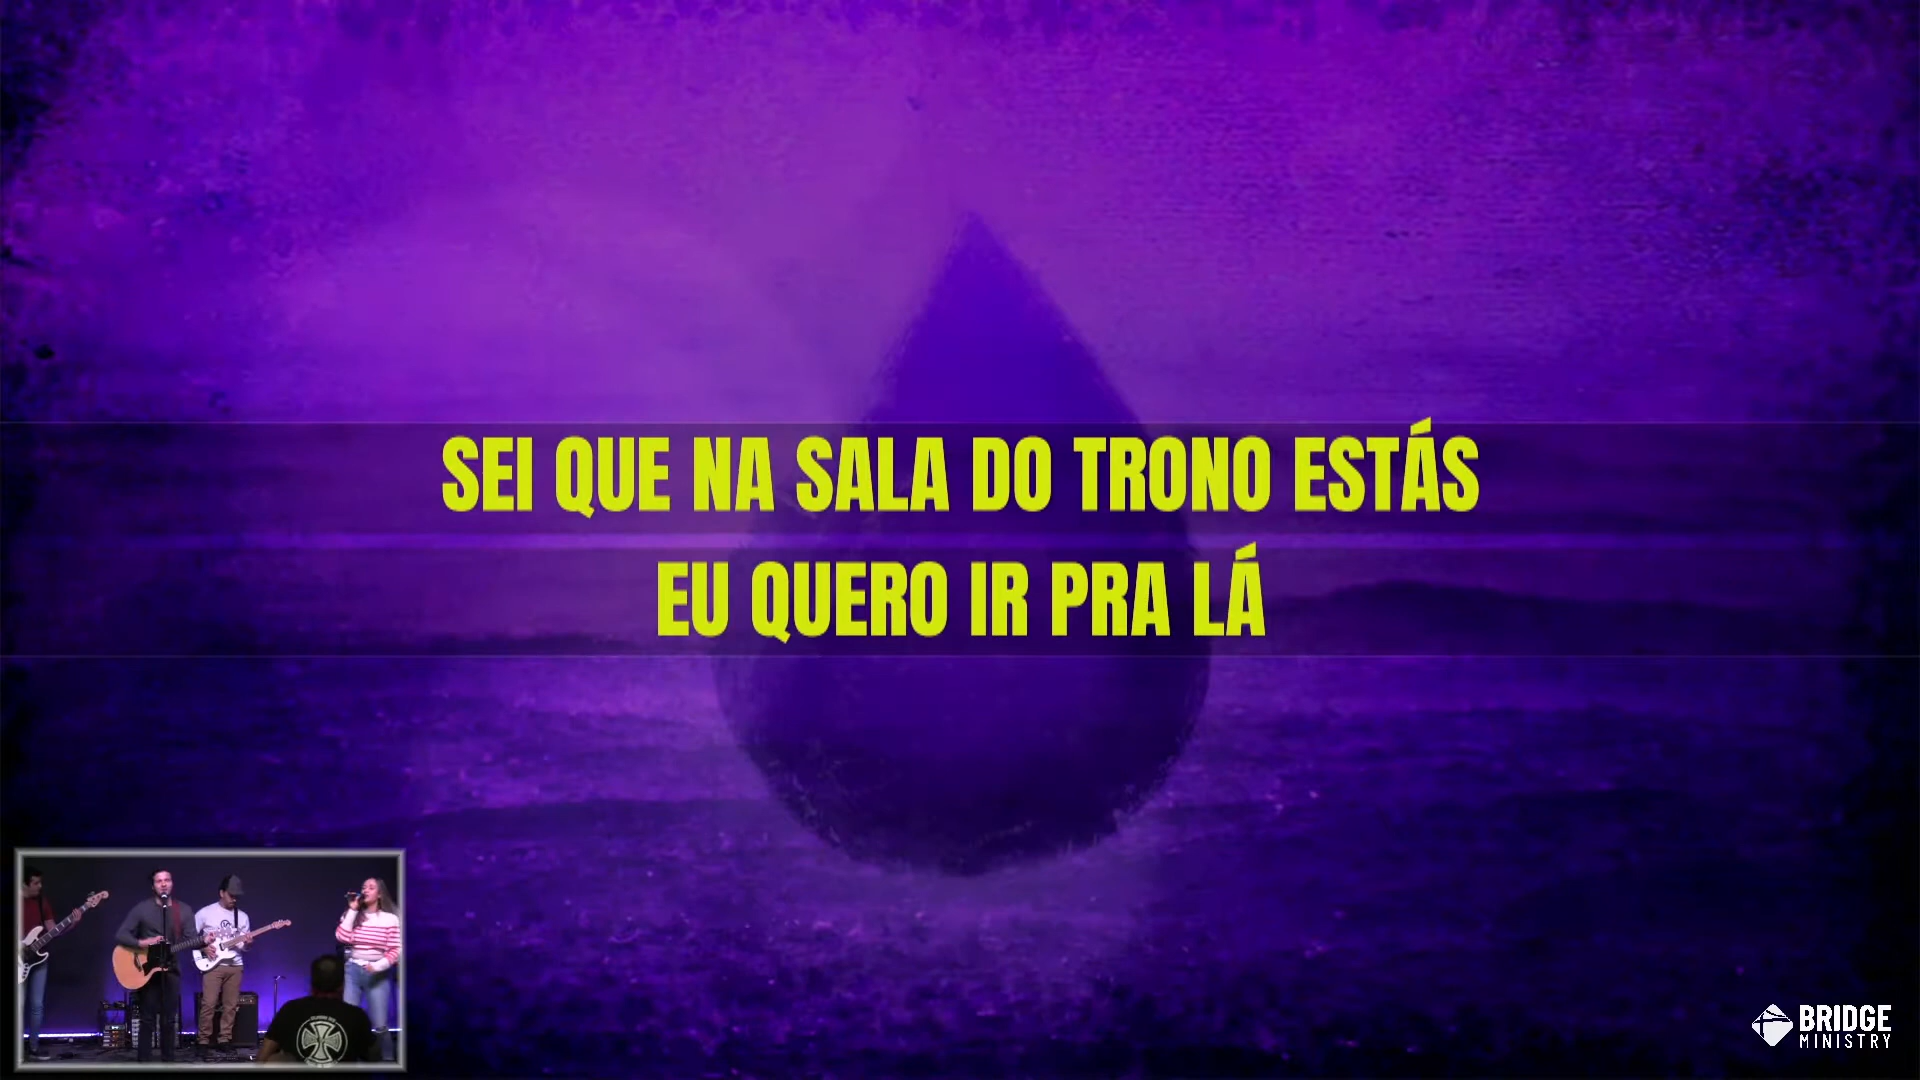 SEI QUE NA SALA DO TRONO ESTÁS
EU QUERO IR PRA LÁ
BRIDGE
MINISTRY